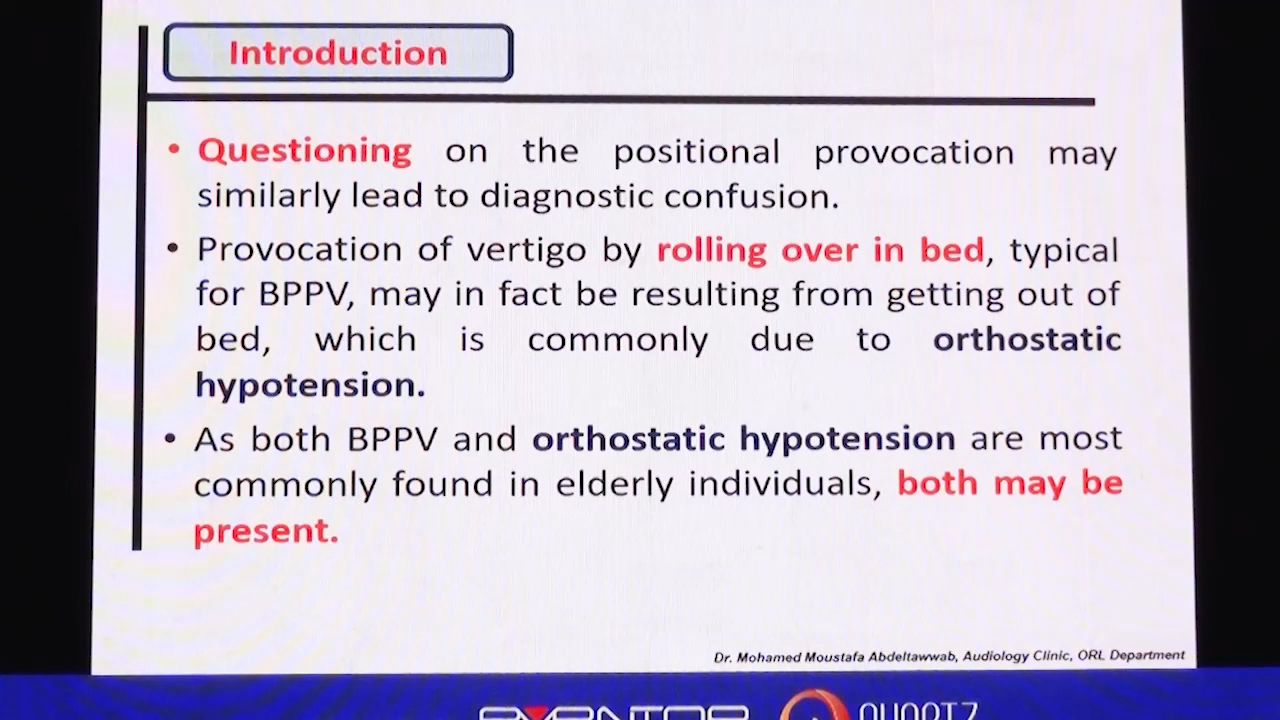 Introduction
• Questioning on the positional provocation may
similarly lead to diagnostic confusion.
• Provocation of vertigo by rolling over in bed, typical
for BPPV, may in fact be resulting from getting out of
bed, which is commonly due to orthostatic
hypotension.
• As both BPPV and orthostatic hypotension are most
commonly found in elderly individuals, both may be
present.
Dr. Mohamed Moustafa Abdeltawwab, Audiology Clinic, ORL Department